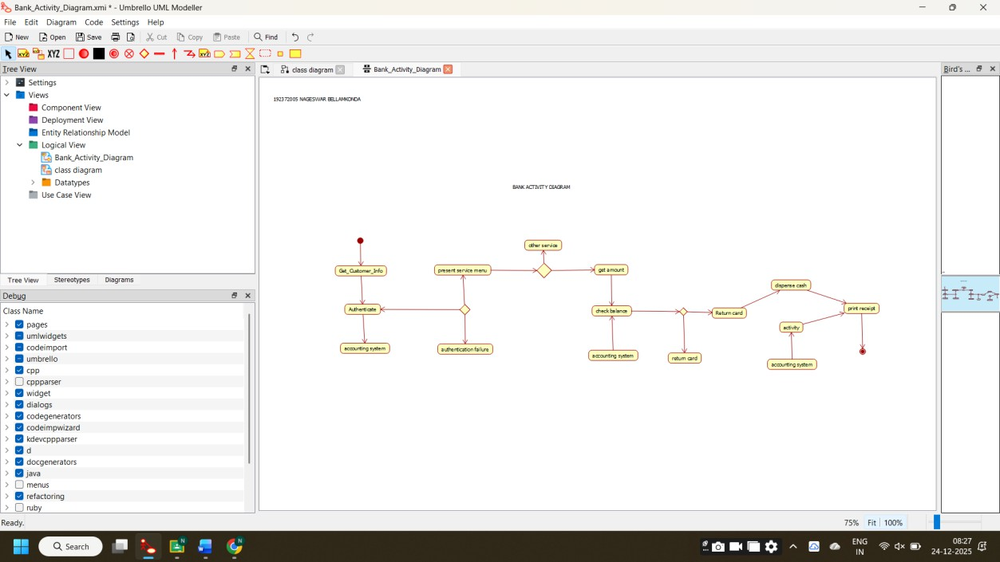 Bank_Activity_Diagram.xmi * - Umbrello UML Modeller
File Edit Diagram Code Settings Help
New Open Save Cut Copy Paste Find
XYZ XYZ XYZ
Tree View
class diagram Bank_Activity_Diagram
Bird's ...
Settings
Views
Component View
Deployment View
Entity Relationship Model
Logical View
Bank_Activity_Diagram
class diagram
Datatypes
Use Case View
Tree View Stereotypes Diagrams
Debug
Class Name
pages
umlwidgets
codeimport
umbrello
cpp
cppparser
widget
dialogs
codegenerators
codeimpwizard
kdevcppparser
d
docgenerators
java
menus
refactoring
ruby
192372005 NAGESWAR BELLAMKONDA
BANK ACTIVITY DIAGRAM
other service
Get_Customer_Info
present service menu
get amount
dispense cash
Authenticate
check balance
Return card
print receipt
activity
accounting system
authentication failure
accounting system
return card
accounting system
Ready.
75% Fit 100%
Search
ENG
IN
08:27
24-12-2025